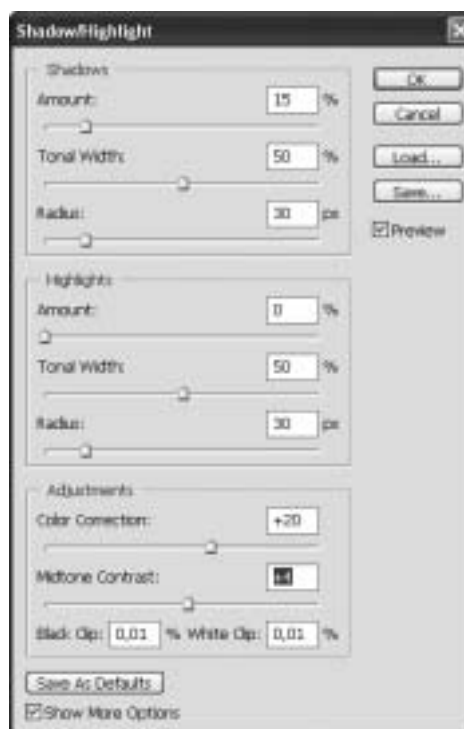 Shadow/Highlight
Shadows
Amount: 15 %
Tonal Width: 50 %
Radius: 30 px
Highlights
Amount: 0 %
Tonal Width: 50 %
Radius: 30 px
Adjustments
Color Correction: +20
Midtone Contrast: +4
Black Clip: 0,01 % White Clip: 0,01 %
Save As Defaults
Show More Options
OK
Cancel
Load...
Save...
Preview